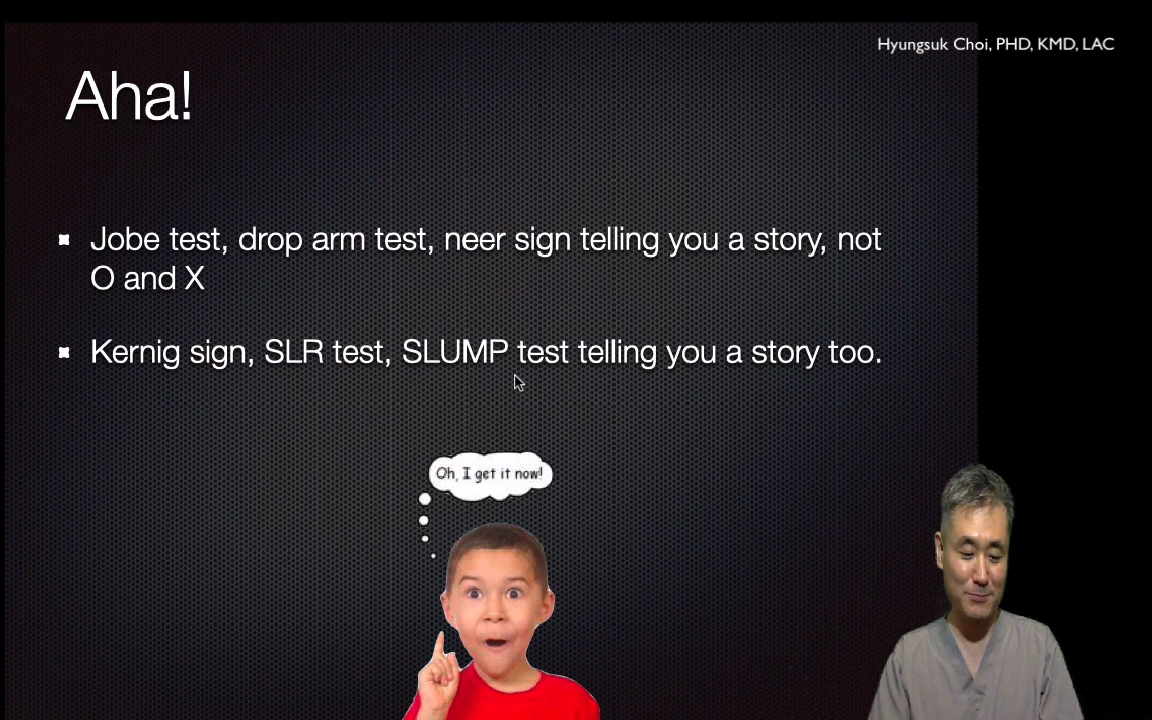 Hyungsuk Choi, PHD, KMD, LAC
Aha!
Jobe test, drop arm test, neer sign telling you a story, not
O and X
Kernig sign, SLR test, SLUMP test telling you a story too.
Oh, I get it now!